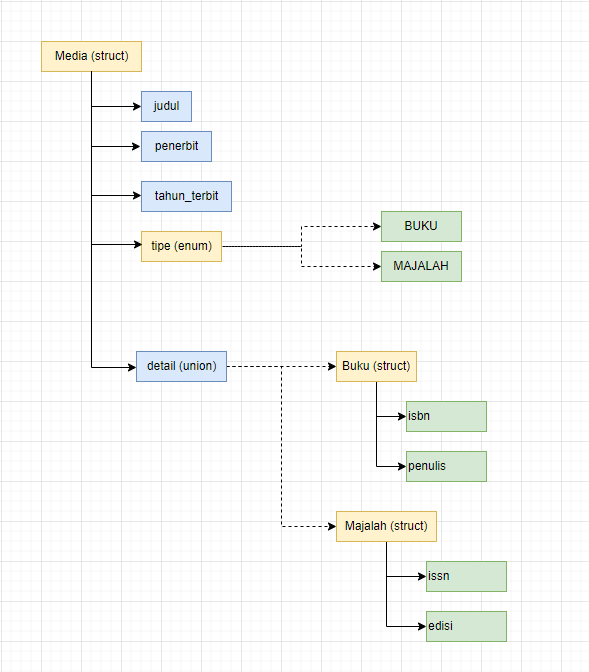 Media (struct)
judul
penerbit
tahun_terbit
tipe (enum)
BUKU
MAJALAH
detail (union)
Buku (struct)
isbn
penulis
Majalah (struct)
issn
edisi